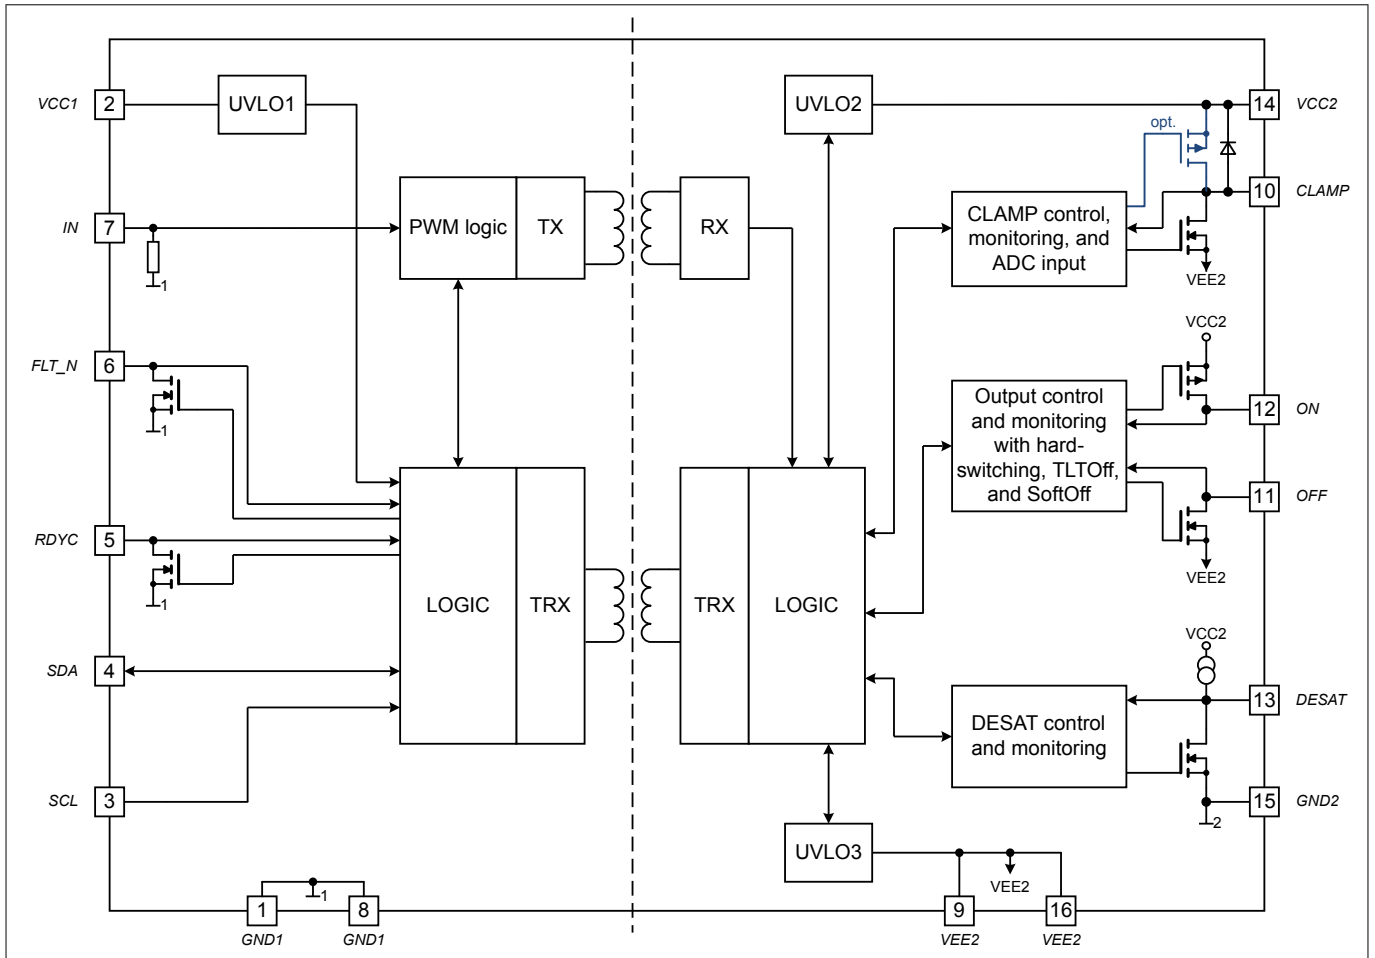 VCC1
2
UVLO1
UVLO2
14
VCC2
opt.
10
CLAMP
IN
7
PWM logic
TX
RX
CLAMP control,
monitoring, and
ADC input
VEE2
1
VCC2
FLT_N
6
1
Output control
and monitoring
with hard-
switching, TLTOff,
and SoftOff
12
ON
11
OFF
VEE2
RDYC
5
1
LOGIC
TRX
TRX
LOGIC
VCC2
SDA
4
13
DESAT
DESAT control
and monitoring
SCL
3
15
GND2
2
UVLO3
VEE2
1
1
8
9
16
GND1
GND1
VEE2
VEE2